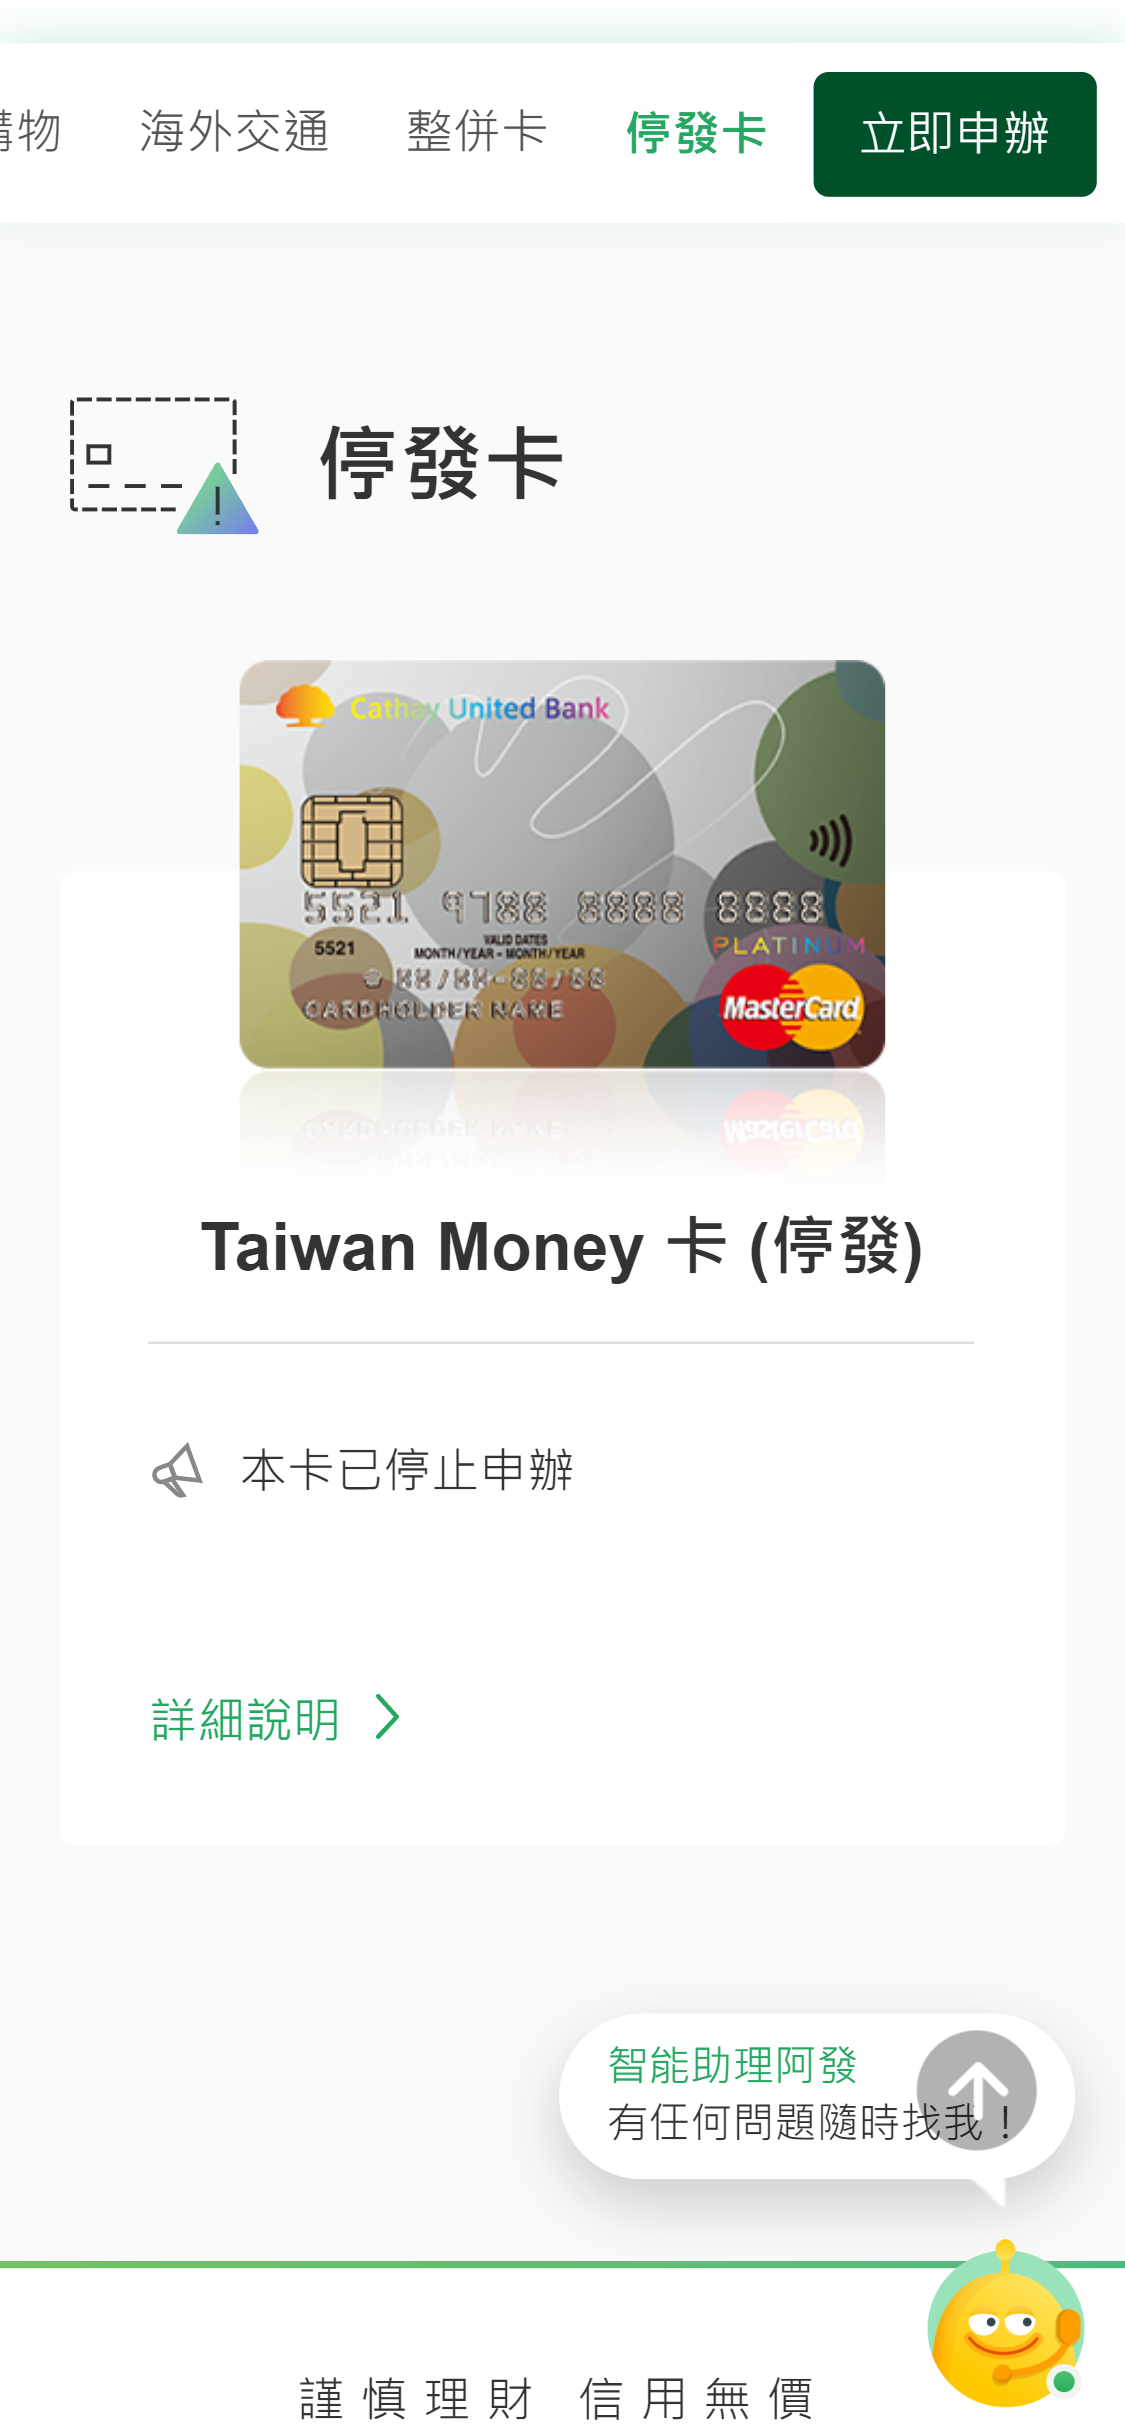 購物 海外交通 整併卡 停發卡 立即申辦
停發卡
Cathay United Bank
5521 9788 8888 8888
5521
VALID DATES
MONTH/YEAR - MONTH/YEAR
PLATINUM
88/88-88/88
CARDHOLDER NAME
MasterCard
Taiwan Money 卡 (停發)
本卡已停止申辦
詳細說明
智能助理阿發
有任何問題隨時找我！
謹慎理財 信用無價